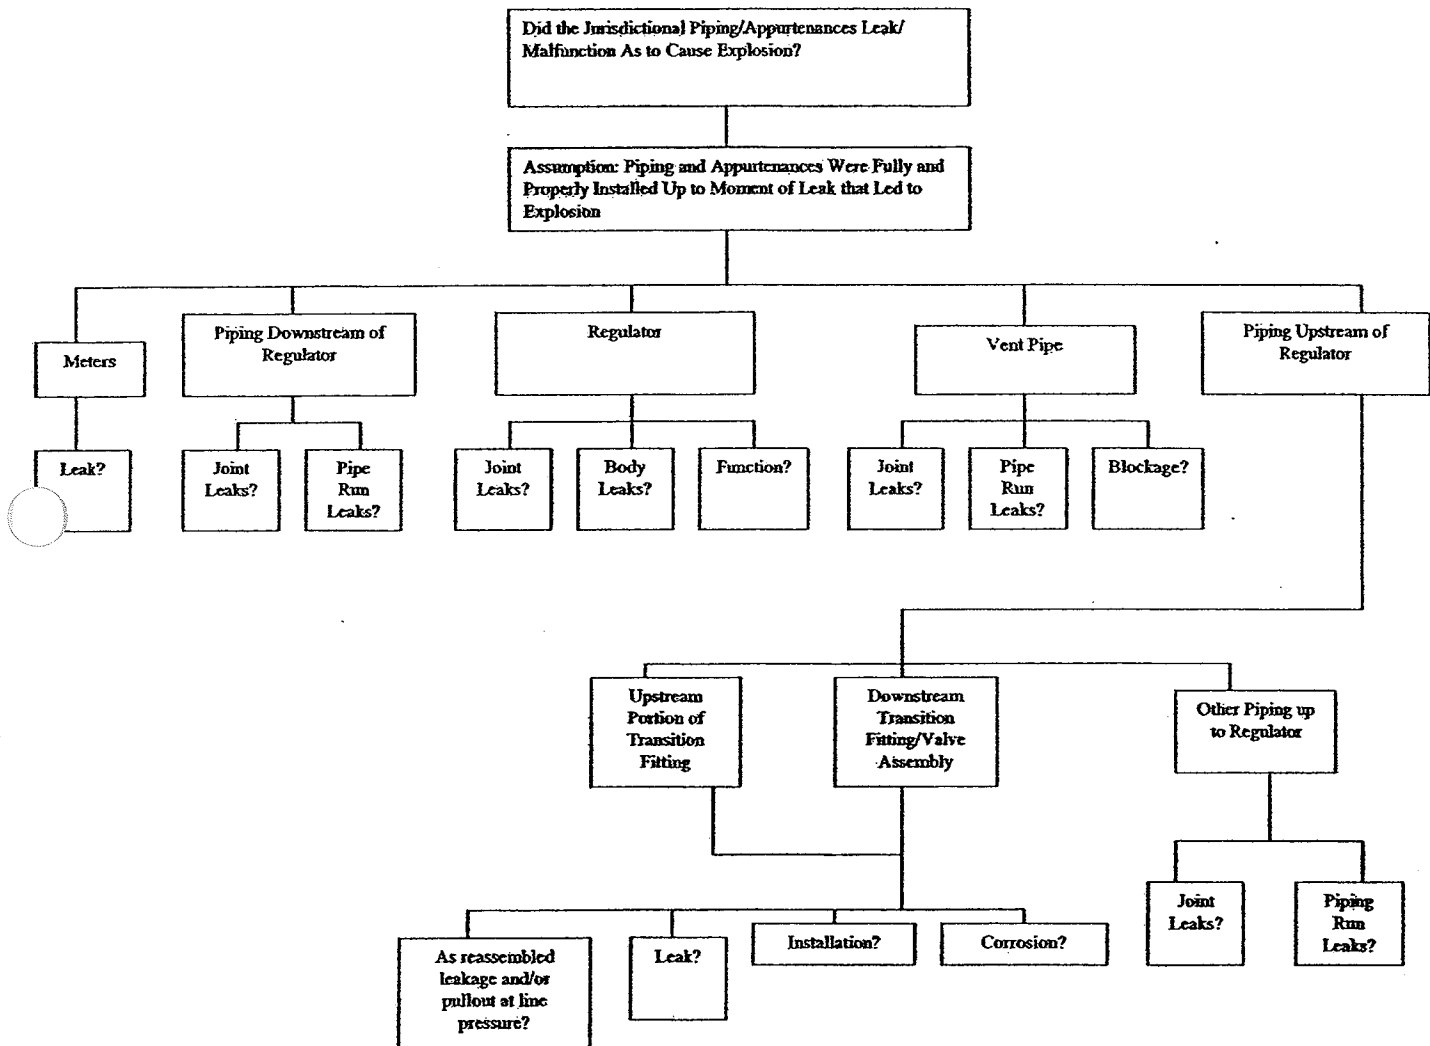 Did the Jurisdictional Piping/Appurtenances Leak/
Malfunction As to Cause Explosion?
Assumption: Piping and Appurtenances Were Fully and
Properly Installed Up to Moment of Leak that Led to
Explosion
Meters
Piping Downstream of
Regulator
Regulator
Vent Pipe
Piping Upstream of
Regulator
Leak?
Joint
Leaks?
Pipe
Run
Leaks?
Joint
Leaks?
Body
Leaks?
Function?
Joint
Leaks?
Pipe
Run
Leaks?
Blockage?
Upstream
Portion of
Transition
Fitting
Downstream
Transition
Fitting/Valve
Assembly
Other Piping up
to Regulator
As reassembled
leakage and/or
pullout at line
pressure?
Leak?
Installation?
Corrosion?
Joint
Leaks?
Piping
Run
Leaks?